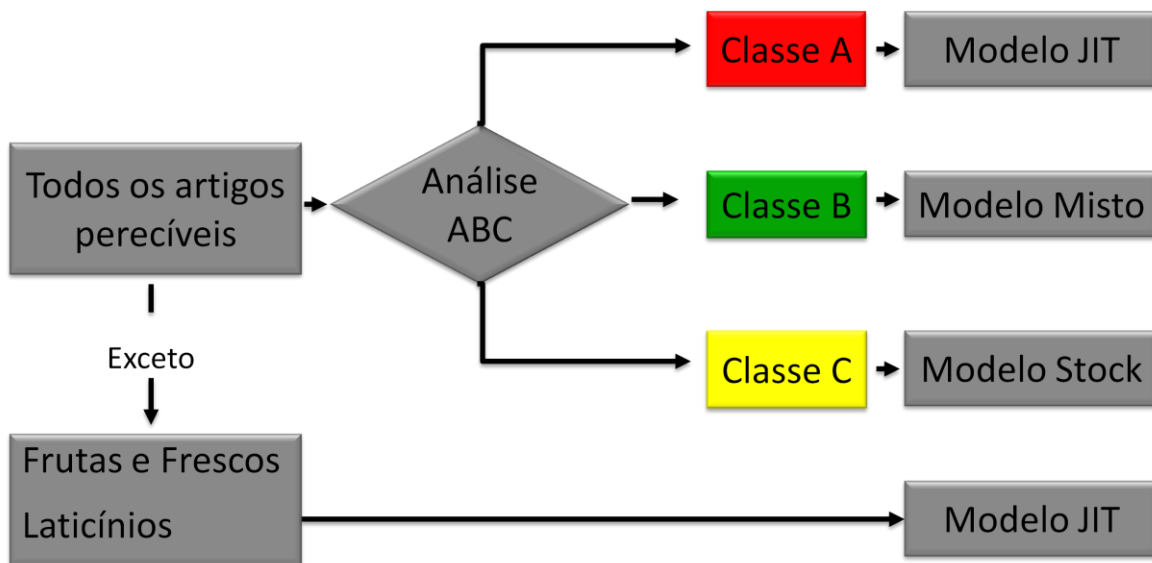 Classe A
Modelo JIT
Todos os artigos
perecíveis
Análise
ABC
Classe B
Modelo Misto
Exceto
Classe C
Modelo Stock
Frutas e Frescos
Laticínios
Modelo JIT